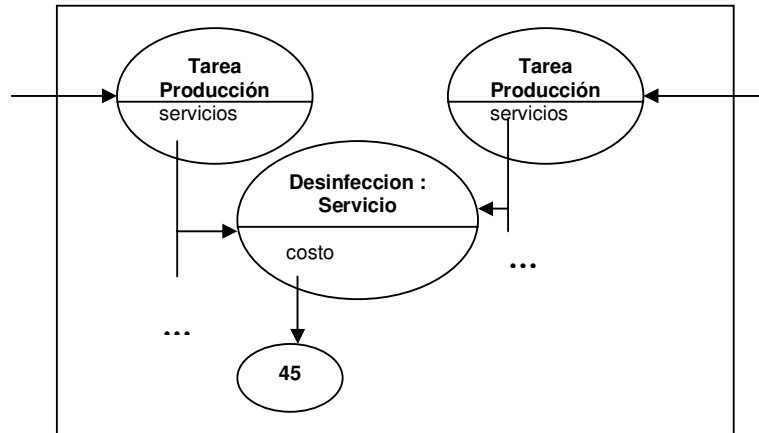 Tarea
Producción
servicios
Tarea
Producción
servicios
Desinfeccion :
Servicio
costo
...
...
45